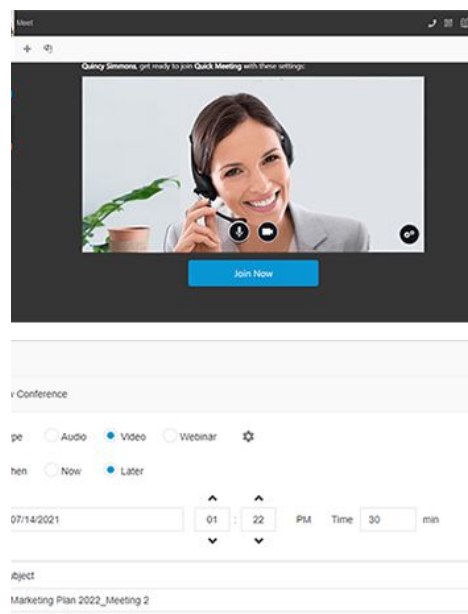 Meet
Quincy Simmons, get ready to join Quick Meeting with these settings:
Join Now
Conference
Audio Video Webinar
Now Later
07/14/2021 01 : 22 PM Time 30 min
Marketing Plan 2022_Meeting 2